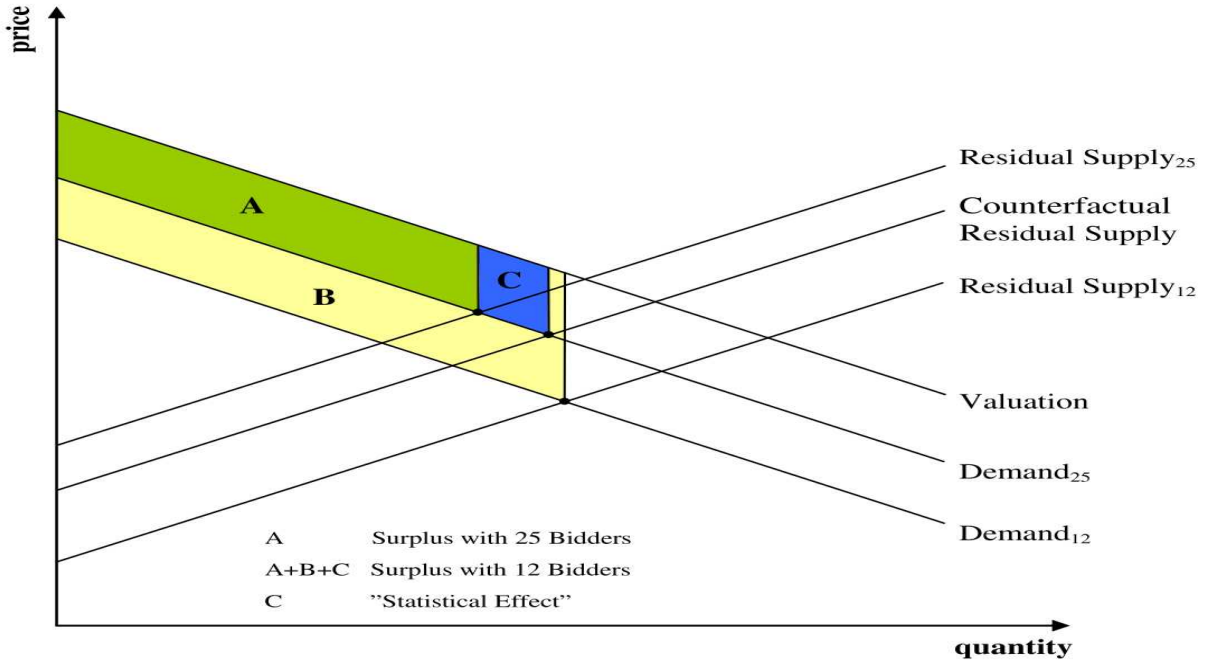 price
Residual Supply₂₅
Counterfactual
Residual Supply
A
C
Residual Supply₁₂
B
Valuation
Demand₂₅
Demand₁₂
A Surplus with 25 Bidders
A+B+C Surplus with 12 Bidders
C ”Statistical Effect”
quantity